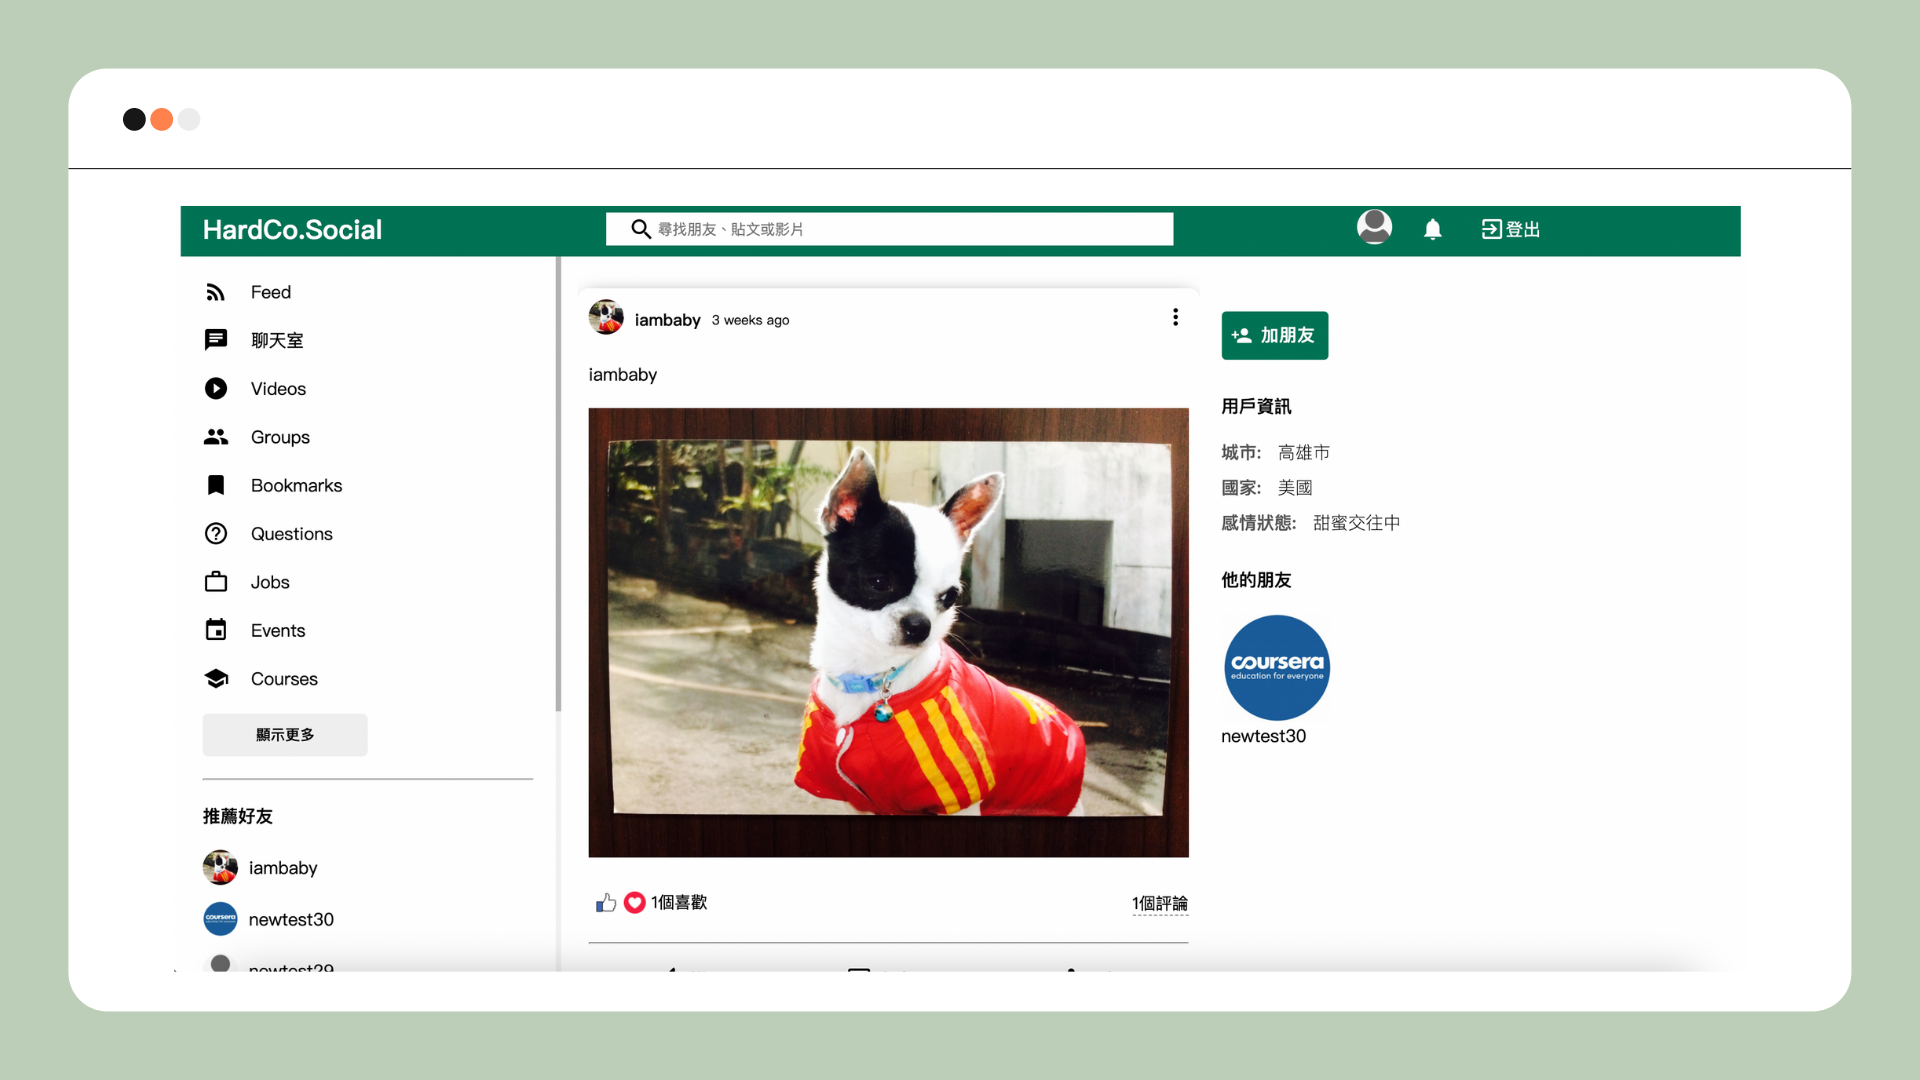 HardCo.Social
尋找朋友、貼文或影片
登出
Feed
聊天室
Videos
Groups
Bookmarks
Questions
Jobs
Events
Courses
顯示更多
推薦好友
iambaby
coursera
newtest30
newtest29
iambaby 3 weeks ago
iambaby
1個喜歡
1個評論
加朋友
用戶資訊
城市: 高雄市
國家: 美國
感情狀態: 甜蜜交往中
他的朋友
coursera
education for everyone
newtest30